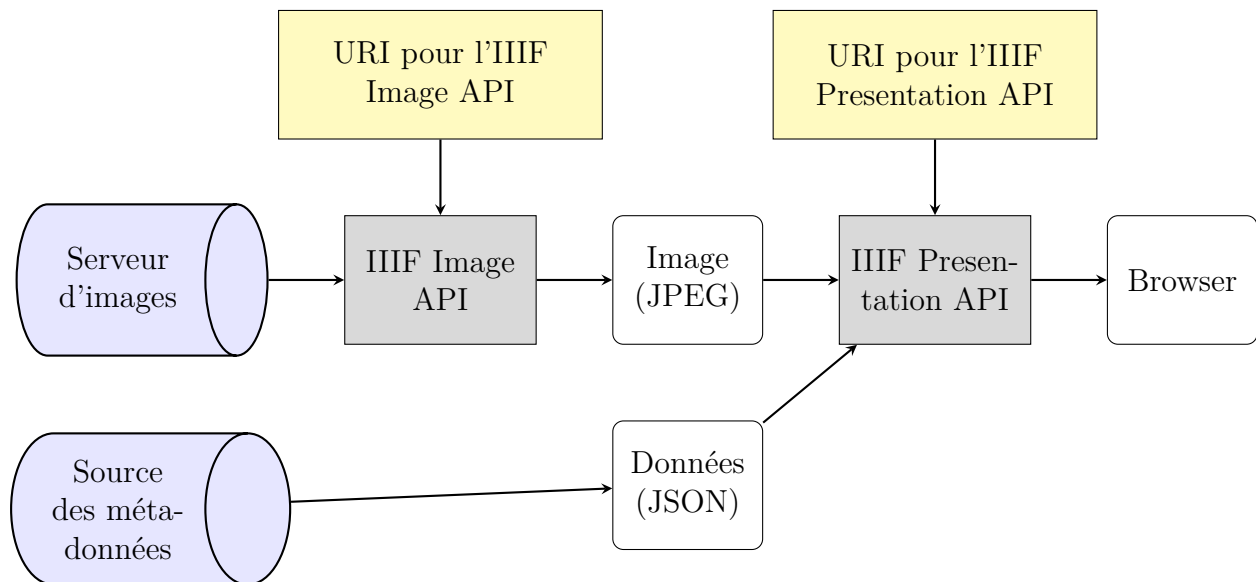 URI pour l'IIIF
Image API
URI pour l'IIIF
Presentation API
Serveur
d'images
IIIF Image
API
Image
(JPEG)
IIIF Presen-
tation API
Browser
Source
des méta-
données
Données
(JSON)